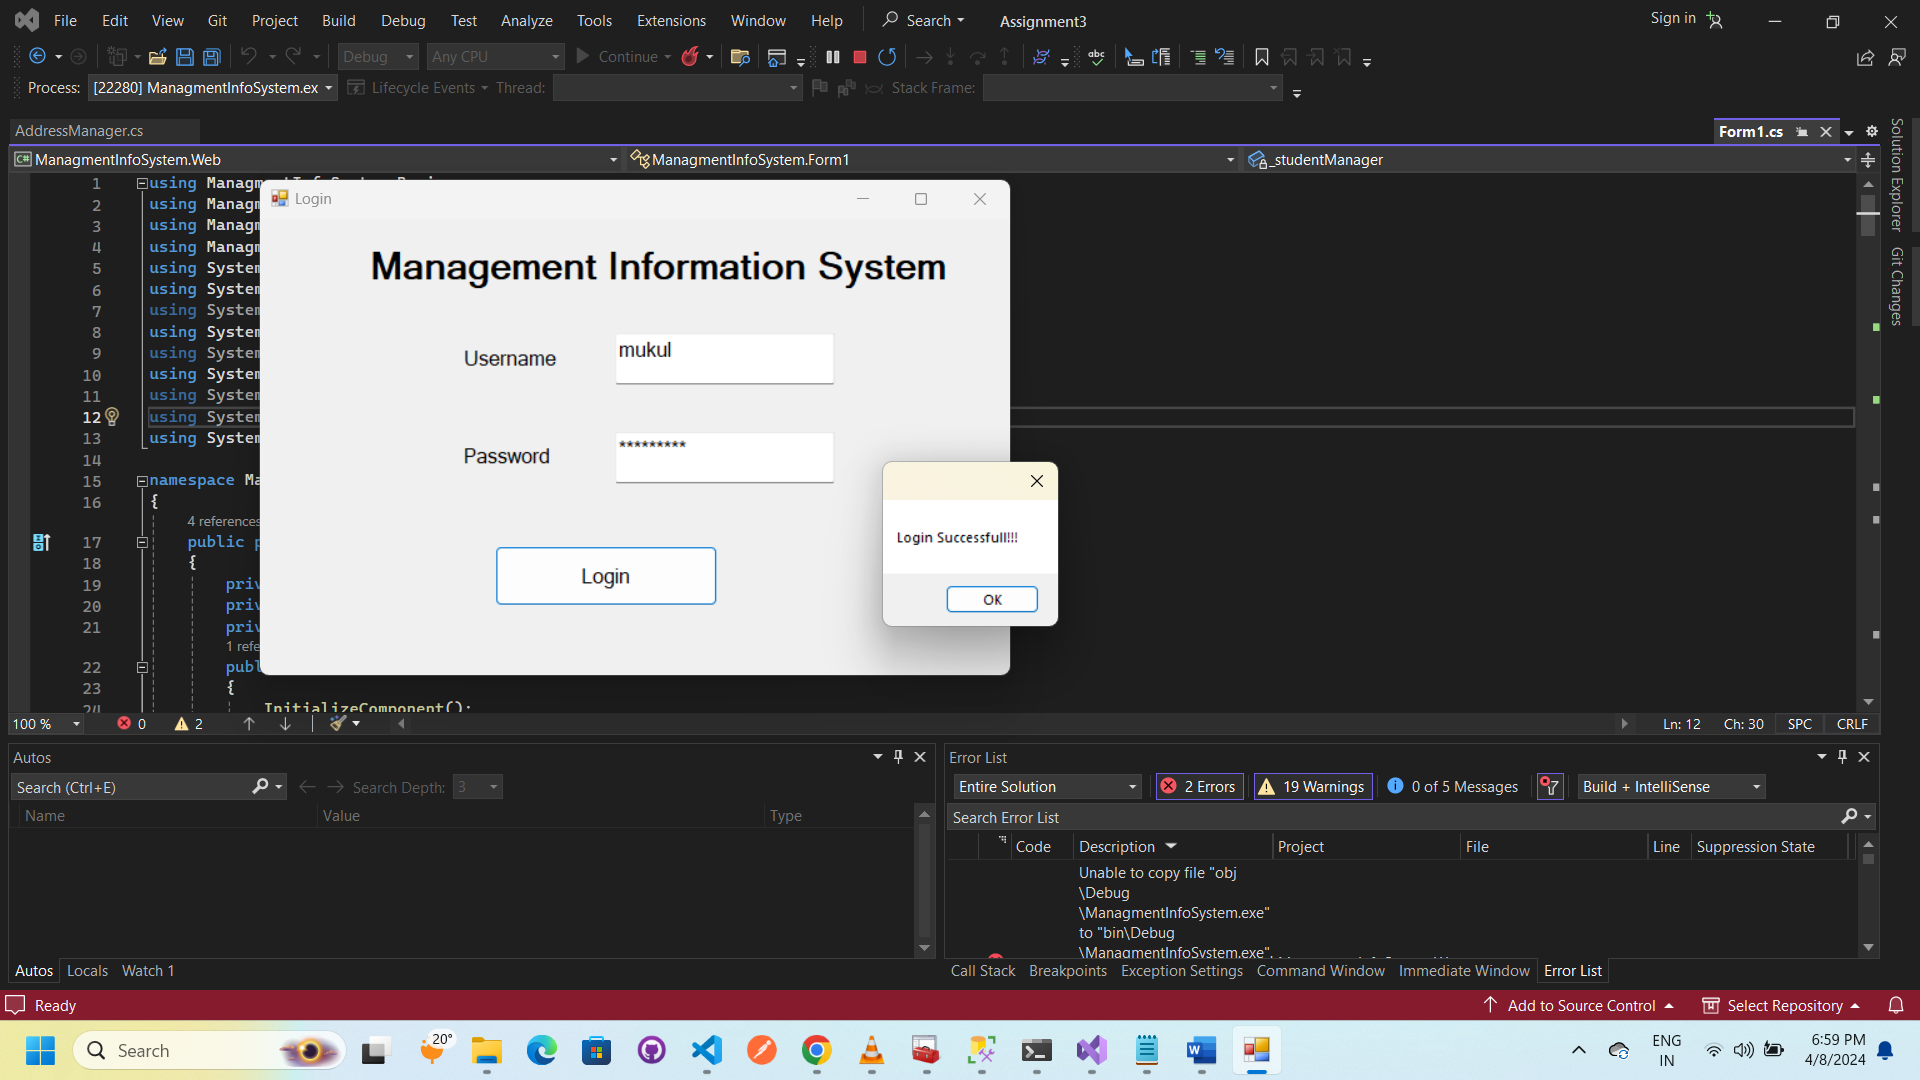 File Edit View Git Project Build Debug Test Analyze Tools Extensions Window Help Search Assignment3 Sign in
Debug Any CPU Continue
Process: [22280] ManagmentInfoSystem.ex Lifecycle Events Thread: Stack Frame:
AddressManager.cs Form1.cs
ManagmentInfoSystem.Web ManagmentInfoSystem.Form1 _studentManager
Solution Explorer
Git Changes
1 using
2 using Managm
3 using Managm
4 using Managm
5 using System
6 using System
7 using System
8 using System
9 using System
10 using System
11 using System
12 using System
13 using System
14
15 namespace Ma
16 {
4 references
17 public p
18 {
19 priv
20 priv
21 priv
1 refe
22 publ
23 {
24 InitializeComponent();
Login
Management Information System
Username mukul
Password *********
Login
Login Successfull!!!
OK
100 % 0 2 Ln: 12 Ch: 30 SPC CRLF
Autos
Search (Ctrl+E) Search Depth: 3
Name Value Type
Autos Locals Watch 1
Error List
Entire Solution 2 Errors 19 Warnings 0 of 5 Messages Build + IntelliSense
Search Error List
Code Description Project File Line Suppression State
Unable to copy file "obj
\Debug
\ManagmentInfoSystem.exe"
to "bin\Debug
\ManagmentInfoSystem.exe".
Call Stack Breakpoints Exception Settings Command Window Immediate Window Error List
Ready Add to Source Control Select Repository
Search 20° ENG
IN
6:59 PM
4/8/2024